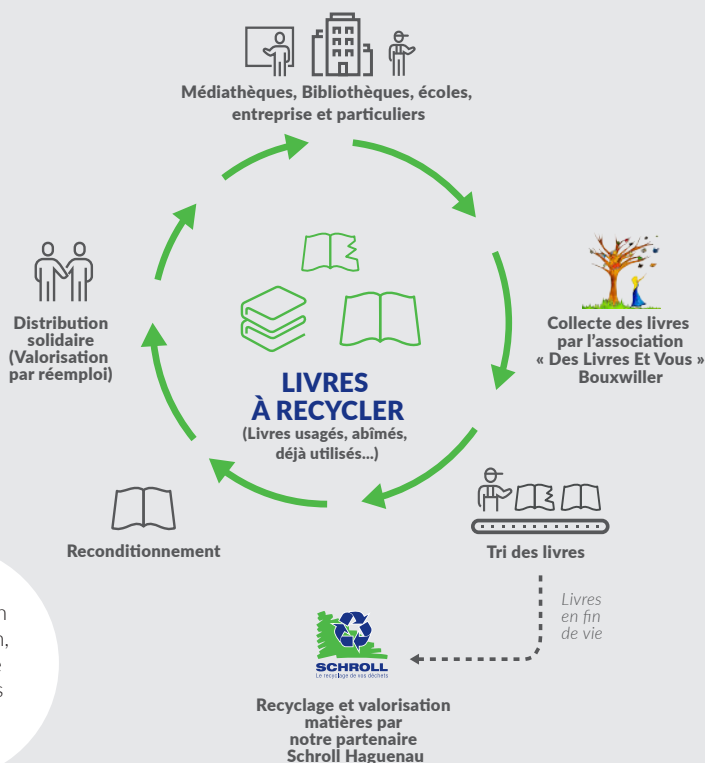 Médiathèques, Bibliothèques, écoles,
entreprise et particuliers
Collecte des livres
par l'association
« Des Livres Et Vous »
Bouxwiller
Distribution
solidaire
(Valorisation
par réemploi)
LIVRES
À RECYCLER
(Livres usagés, abîmés,
déjà utilisés...)
Reconditionnement
Tri des livres
Livres
en fin
de vie
SCHROLL
Le recyclage de vos déchets
Recyclage et valorisation
matières par
notre partenaire
Schroll Haguenau